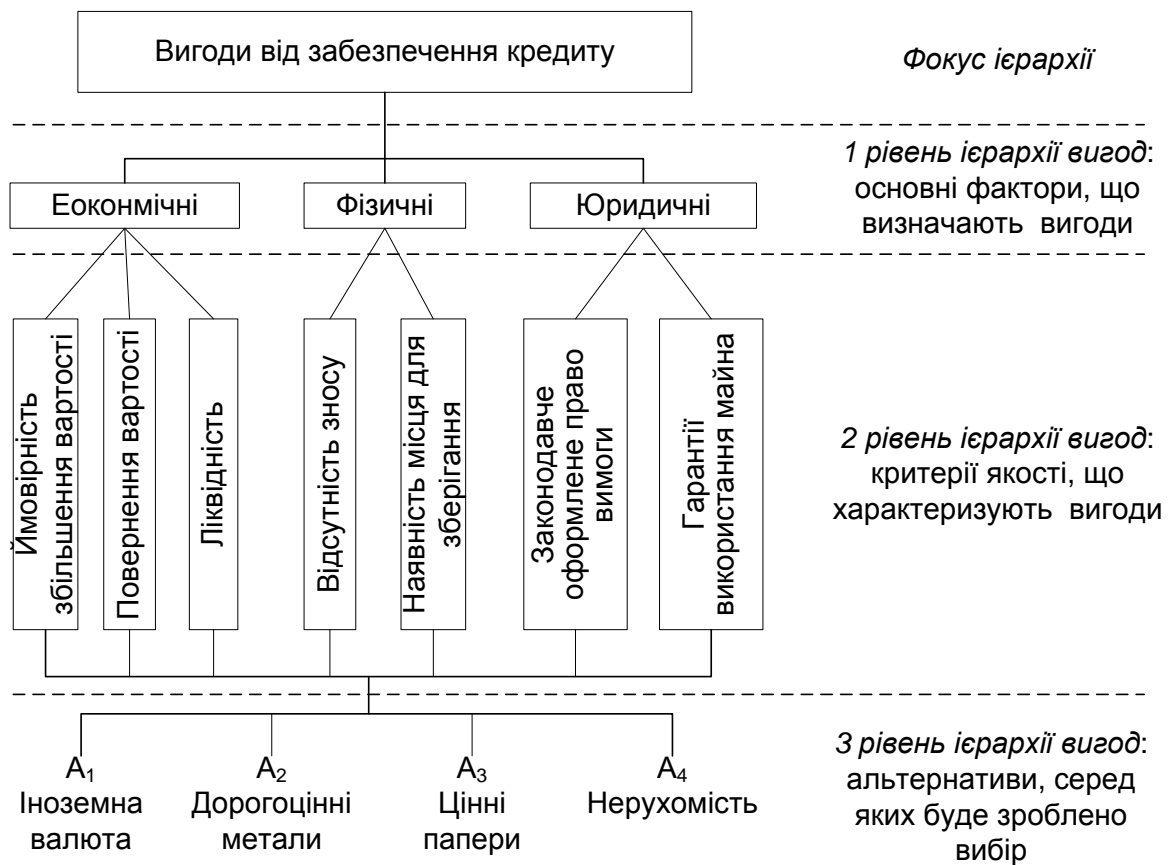 Вигоди від забезпечення кредиту
Фокус ієрархії
1 рівень ієрархії вигод:
основні фактори, що
визначають вигоди
Еоконмічні
Фізичні
Юридичні
Ймовірність
збільшення вартості
Повернення вартості
Ліквідність
Відсутність зносу
Наявність місця для
зберігання
Законодавче
оформлене право
вимоги
Гарантії
використання майна
2 рівень ієрархії вигод:
критерії якості, що
характеризують вигоди
A₁
Іноземна
валюта
A₂
Дорогоцінні
метали
A₃
Цінні
папери
A₄
Нерухомість
3 рівень ієрархії вигод:
альтернативи, серед
яких буде зроблено
вибір